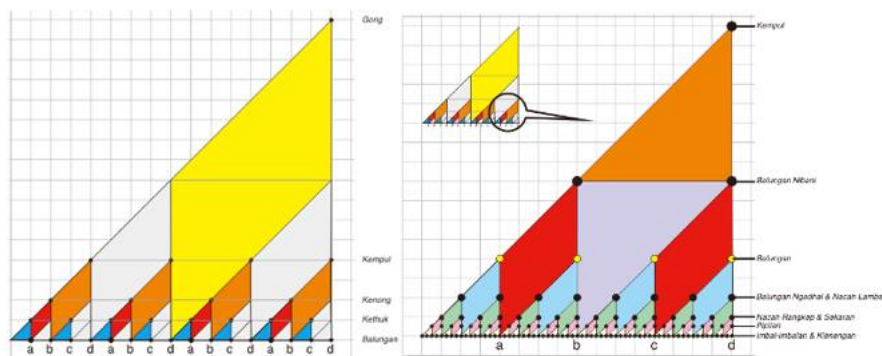 Gong
Kempul
Kenong
Kethuk
Balungan
a b c d a b c d a b c d a b c d
Kempul
Balungan Nibani
Balungan
Balungan Ngadhal & Nacah Lamba
Nacah Rangkep & Sekaran
Pipilan
Imbal-imbalan & Klenengan
a b c d